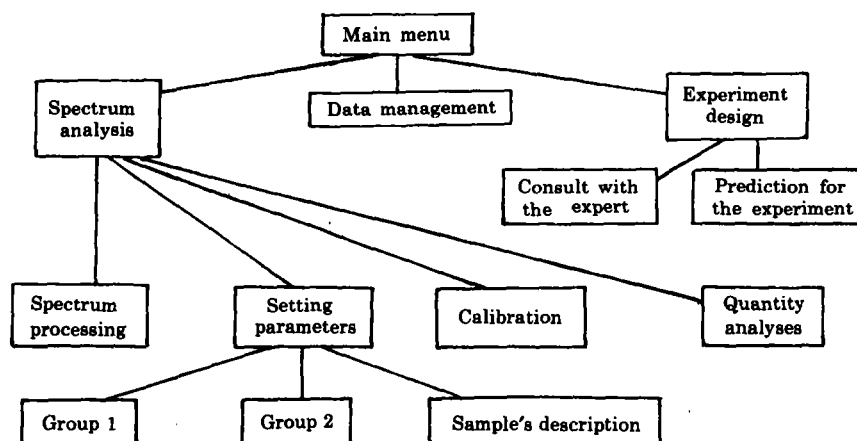 Main menu
Spectrum
analysis
Data management
Experiment
design
Consult with
the expert
Prediction for
the experiment
Spectrum
processing
Setting
parameters
Calibration
Quantity
analyses
Group 1
Group 2
Sample's description